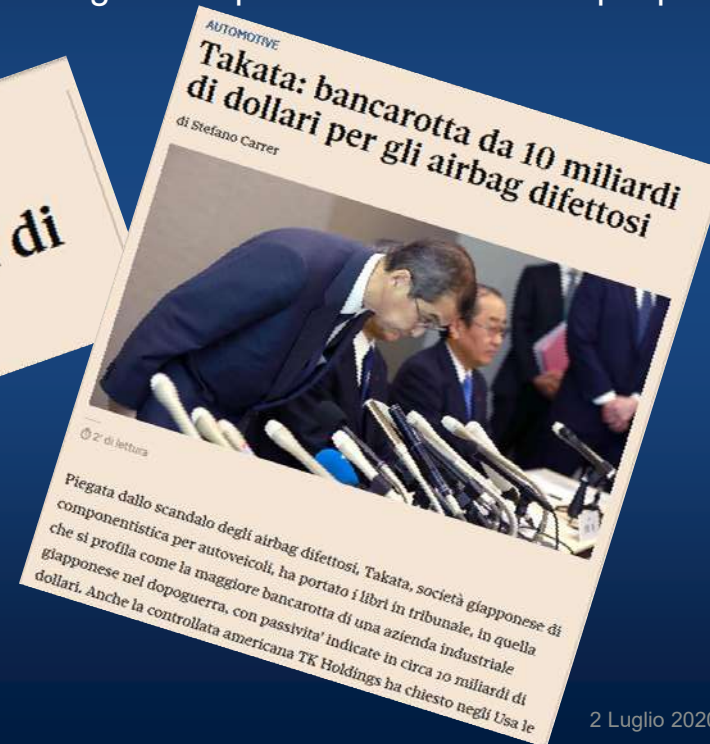 di
AUTOMOTIVE
Takata: bancarotta da 10 miliardi
di dollari per gli airbag difettosi
di Stefano Carrer
2' di lettura
Piegata dallo scandalo degli airbag difettosi, Takata, società giapponese di
componentistica per autoveicoli, ha portato i libri in tribunale, in quella
che si profila come la maggiore bancarotta di una azienda industriale
giapponese nel dopoguerra, con passivita' indicate in circa 10 miliardi di
dollari. Anche la controllata americana TK Holdings ha chiesto negli Usa le
2 Luglio 2020